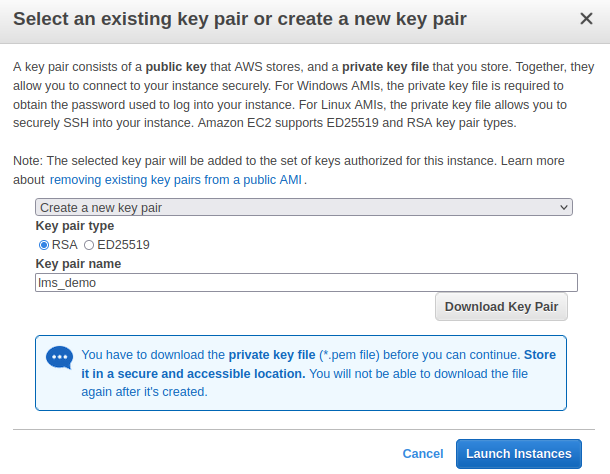 Select an existing key pair or create a new key pair
A key pair consists of a public key that AWS stores, and a private key file that you store. Together, they
allow you to connect to your instance securely. For Windows AMIs, the private key file is required to
obtain the password used to log into your instance. For Linux AMIs, the private key file allows you to
securely SSH into your instance. Amazon EC2 supports ED25519 and RSA key pair types.
Note: The selected key pair will be added to the set of keys authorized for this instance. Learn more
about removing existing key pairs from a public AMI .
Create a new key pair
Key pair type
RSA ED25519
Key pair name
lms_demo
Download Key Pair
You have to download the private key file (*.pem file) before you can continue. Store
it in a secure and accessible location. You will not be able to download the file
again after it's created.
Cancel Launch Instances